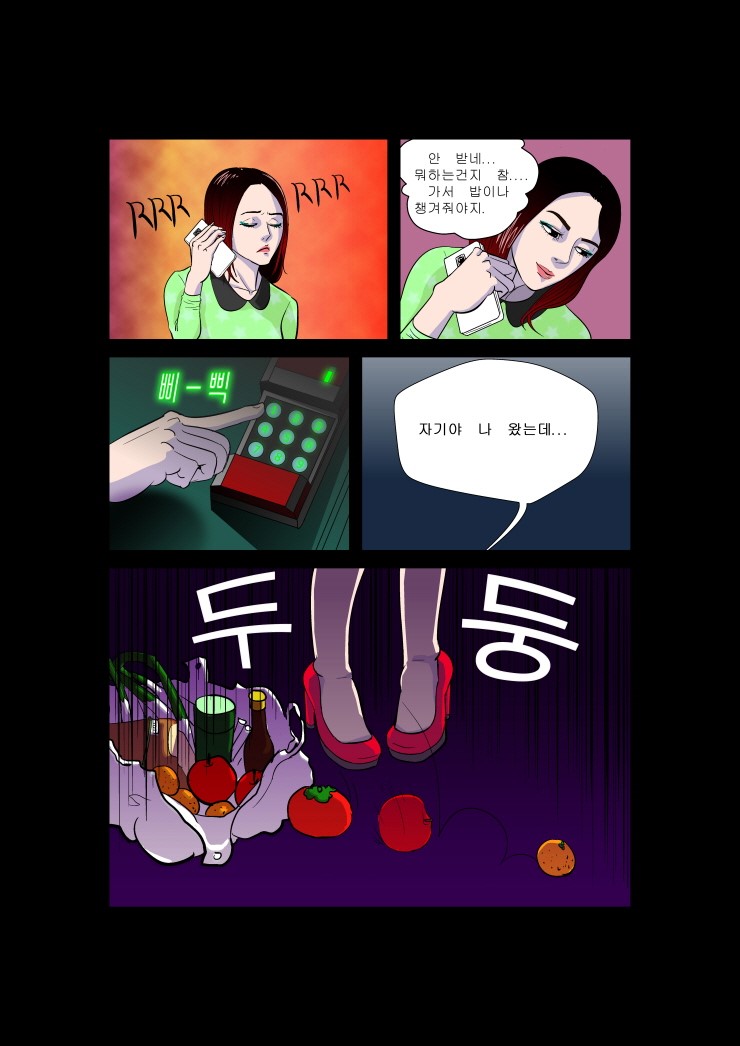 RRR
RRR
안 받네...
뭐하는건지 참....
가서 밥이나
챙겨줘야지.
삐-삑
자기야 나 왔는데...
두 둥